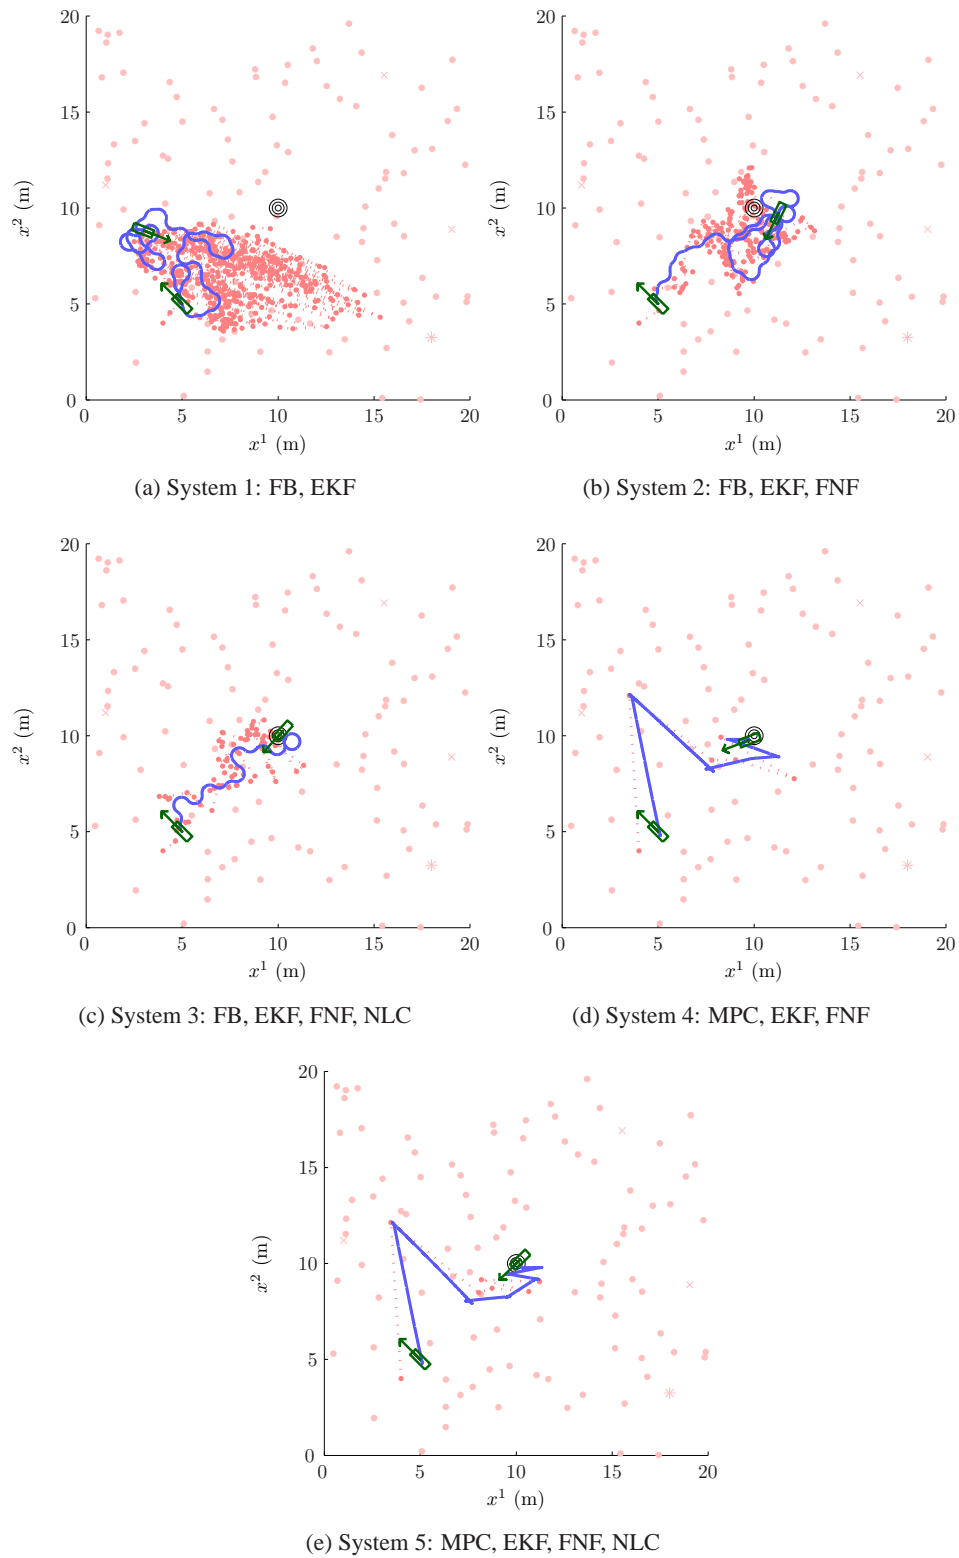 20
15
x² (m)
10
5
0
0 5 10 15 20
x¹ (m)
(a) System 1: FB, EKF
20
15
x² (m)
10
5
0
0 5 10 15 20
x¹ (m)
(b) System 2: FB, EKF, FNF
20
15
x² (m)
10
5
0
0 5 10 15 20
x¹ (m)
(c) System 3: FB, EKF, FNF, NLC
20
15
x² (m)
10
5
0
0 5 10 15 20
x¹ (m)
(d) System 4: MPC, EKF, FNF
20
15
x² (m)
10
5
0
0 5 10 15 20
x¹ (m)
(e) System 5: MPC, EKF, FNF, NLC